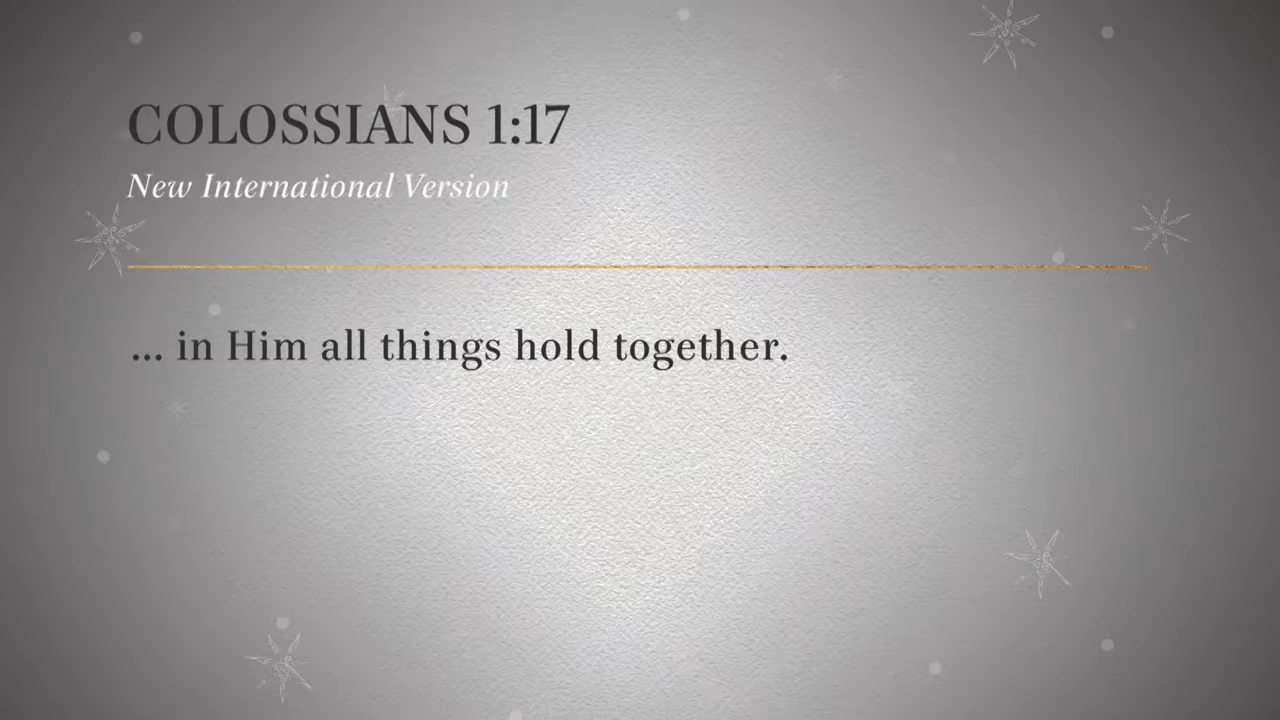 COLOSSIANS 1:17
New International Version
... in Him all things hold together.